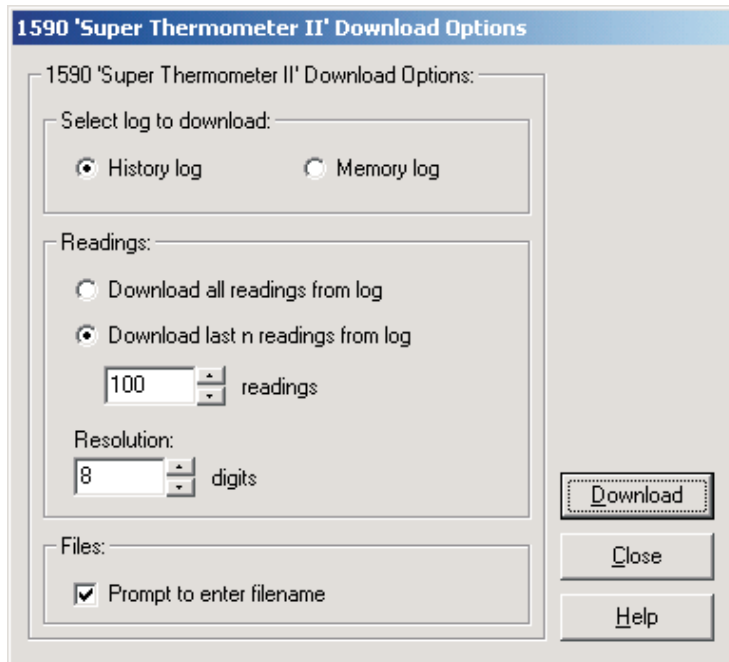 1590 'Super Thermometer II' Download Options
1590 'Super Thermometer II' Download Options:
Select log to download:
History log Memory log
Readings:
Download all readings from log
Download last n readings from log
100 readings
Resolution:
8 digits
Download
Files:
Close
Prompt to enter filename
Help